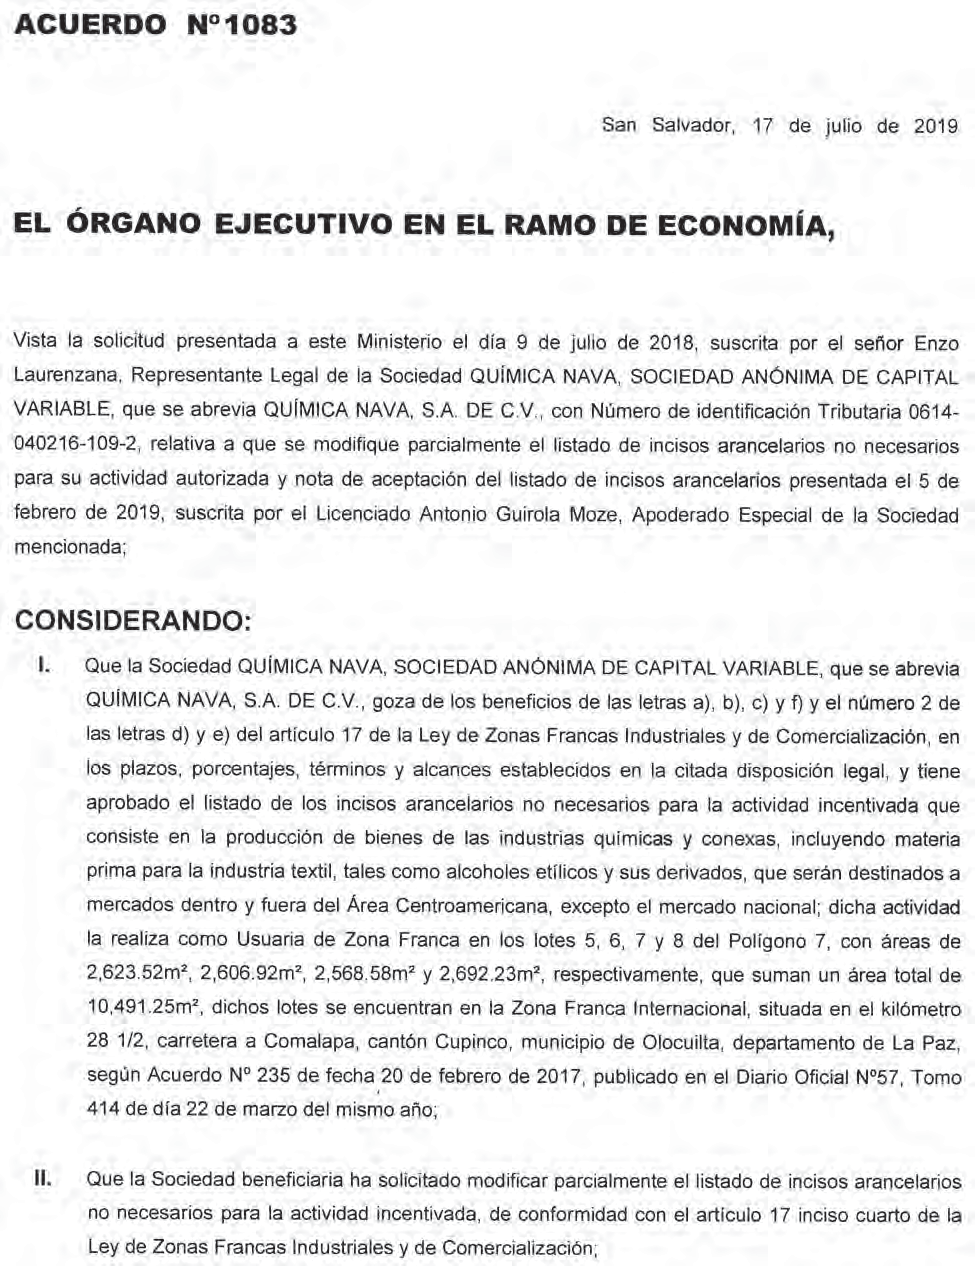 ACUERDO Nº1083
San Salvador, 17 de julio de 2019
EL ÓRGANO EJECUTIVO EN EL RAMO DE ECONOMÍA,
Vista la solicitud presentada a este Ministerio el día 9 de julio de 2018, suscrita por el señor Enzo
Laurenzana, Representante Legal de la Sociedad QUÍMICA NAVA, SOCIEDAD ANÓNIMA DE CAPITAL
VARIABLE, que se abrevia QUÍMICA NAVA, S.A. DE C.V., con Número de identificación Tributaria 0614-
040216-109-2, relativa a que se modifique parcialmente el listado de incisos arancelarios no necesarios
para su actividad autorizada y nota de aceptación del listado de incisos arancelarios presentada el 5 de
febrero de 2019, suscrita por el Licenciado Antonio Guirola Moze, Apoderado Especial de la Sociedad
mencionada;
CONSIDERANDO:
I. Que la Sociedad QUÍMICA NAVA, SOCIEDAD ANÓNIMA DE CAPITAL VARIABLE, que se abrevia
QUÍMICA NAVA, S.A. DE C.V., goza de los beneficios de las letras a), b), c) y f) y el número 2 de
las letras d) y e) del artículo 17 de la Ley de Zonas Francas Industriales y de Comercialización, en
los plazos, porcentajes, términos y alcances establecidos en la citada disposición legal, y tiene
aprobado el listado de los incisos arancelarios no necesarios para la actividad incentivada que
consiste en la producción de bienes de las industrias químicas y conexas, incluyendo materia
prima para la industria textil, tales como alcoholes etílicos y sus derivados, que serán destinados a
mercados dentro y fuera del Área Centroamericana, excepto el mercado nacional; dicha actividad
la realiza como Usuaria de Zona Franca en los lotes 5, 6, 7 y 8 del Polígono 7, con áreas de
2,623.52m², 2,606.92m², 2,568.58m² y 2,692.23m², respectivamente, que suman un área total de
10,491.25m², dichos lotes se encuentran en la Zona Franca Internacional, situada en el kilómetro
28 1/2, carretera a Comalapa, cantón Cupinco, municipio de Olocuilta, departamento de La Paz,
según Acuerdo Nº 235 de fecha 20 de febrero de 2017, publicado en el Diario Oficial Nº57, Tomo
414 de día 22 de marzo del mismo año;
II. Que la Sociedad beneficiaria ha solicitado modificar parcialmente el listado de incisos arancelarios
no necesarios para la actividad incentivada, de conformidad con el artículo 17 inciso cuarto de la
Ley de Zonas Francas Industriales y de Comercialización;